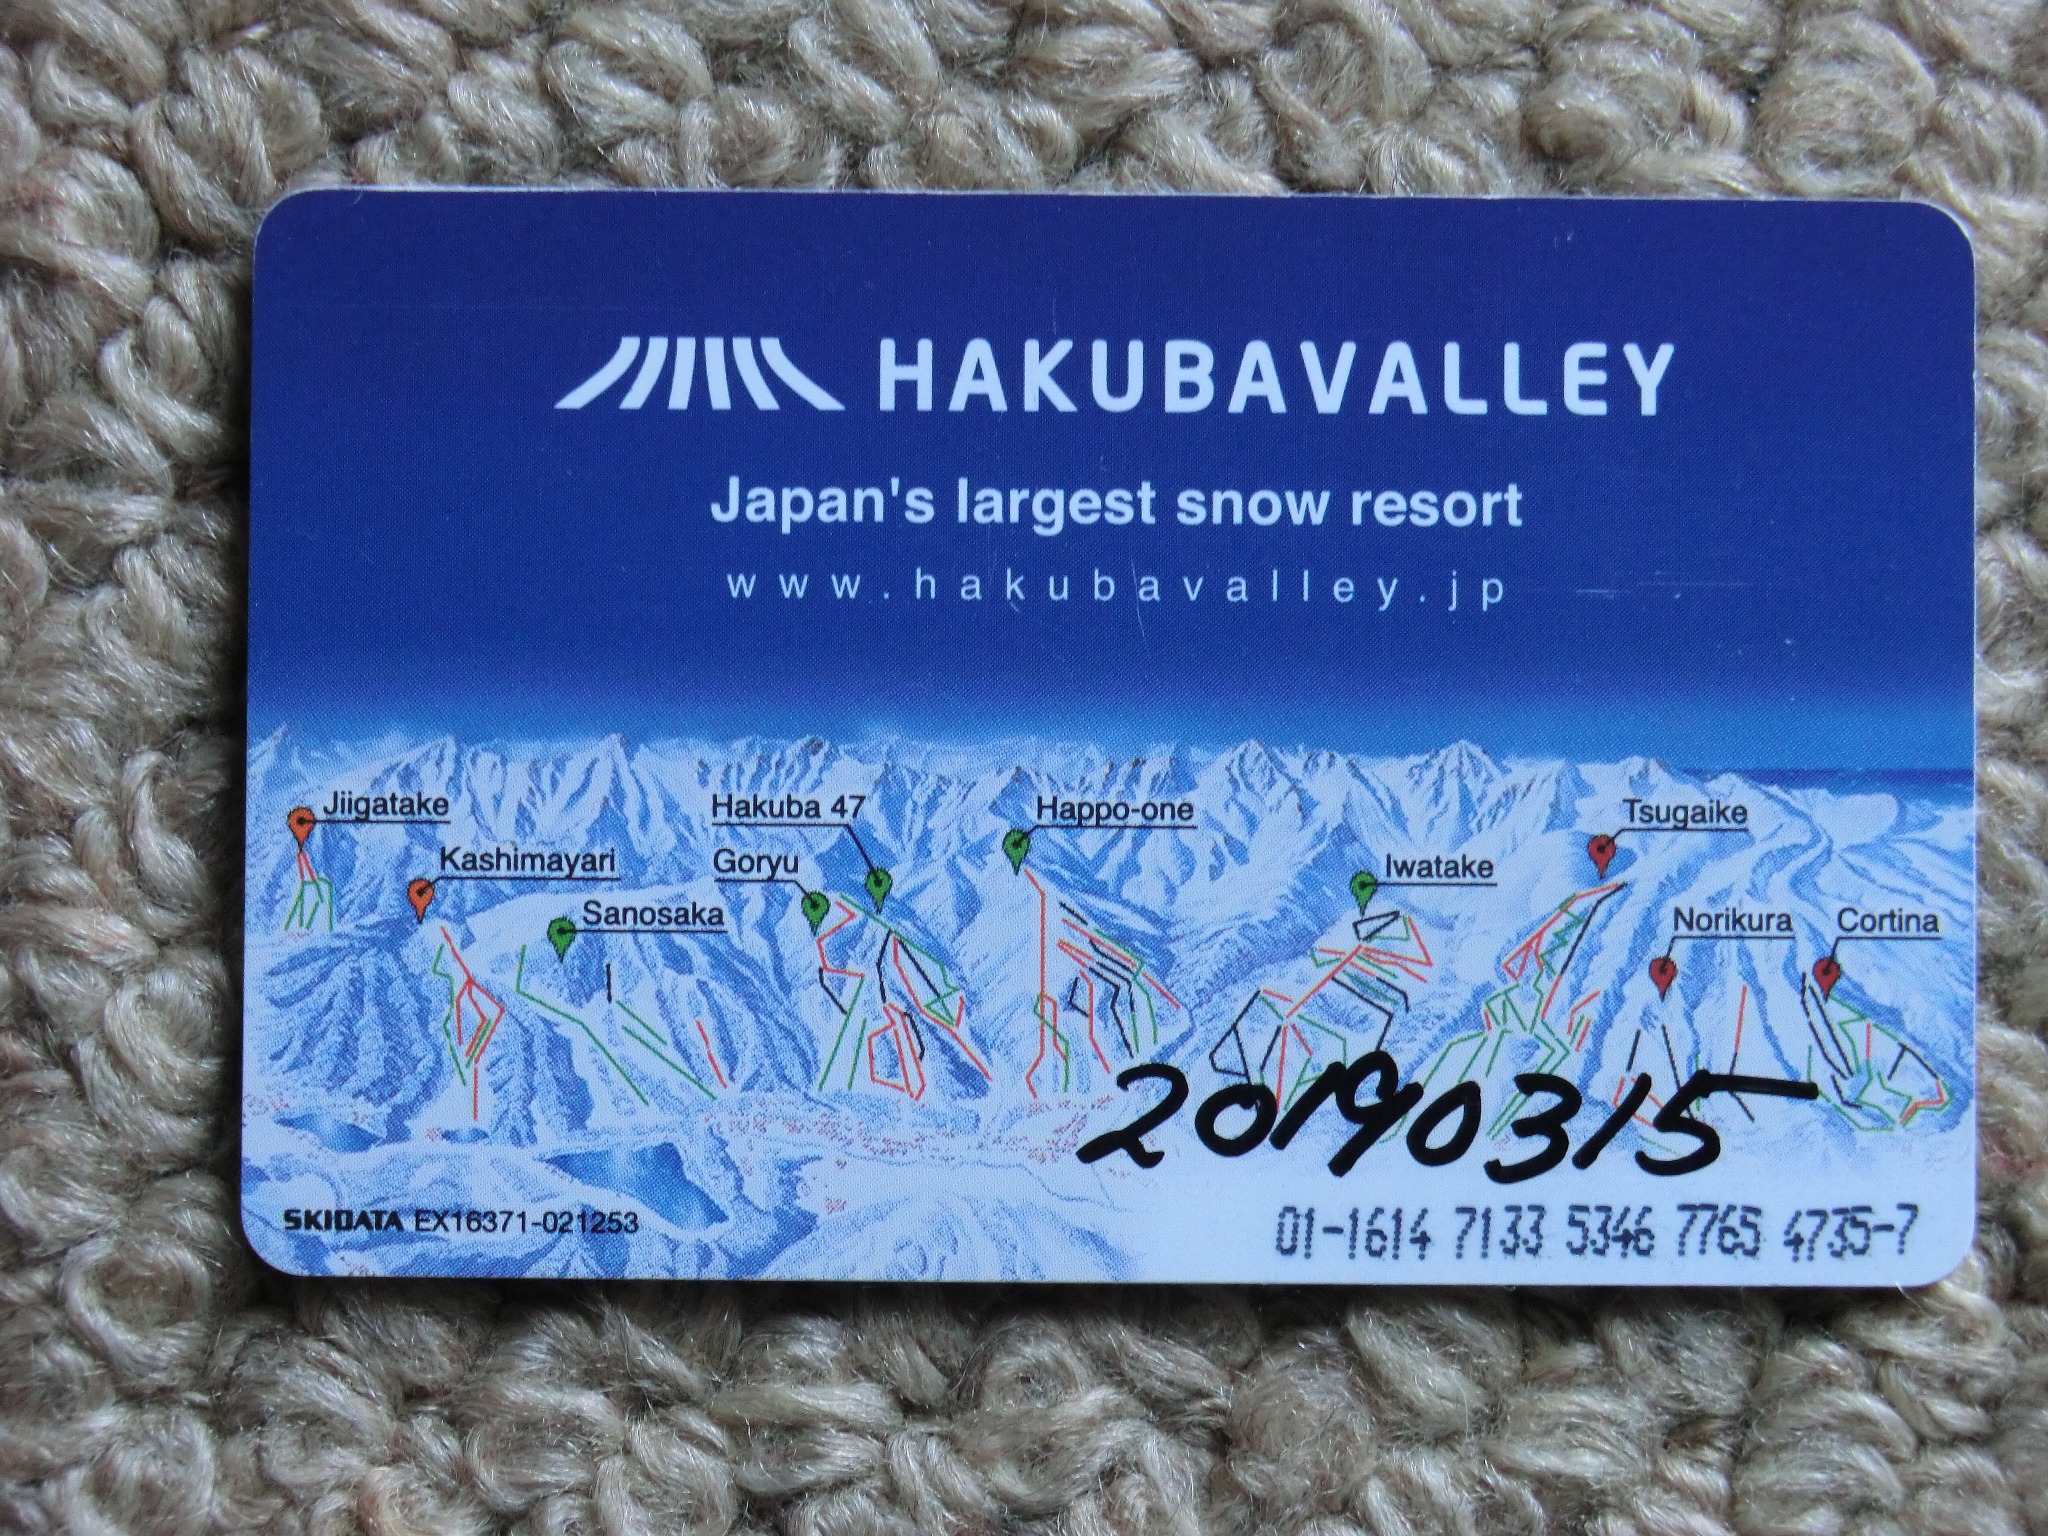 HAKUBAVALLEY
Japan's largest snow resort
www.hakubavalley.jp
Jiigatake
Hakuba 47
Happo-one
Tsugaike
Kashimayari
Goryu
Iwatake
Sanosaka
Norikura
Cortina
20190315
SKIDATA EX16371-021253
01-1614 7133 5346 7765 4735-7